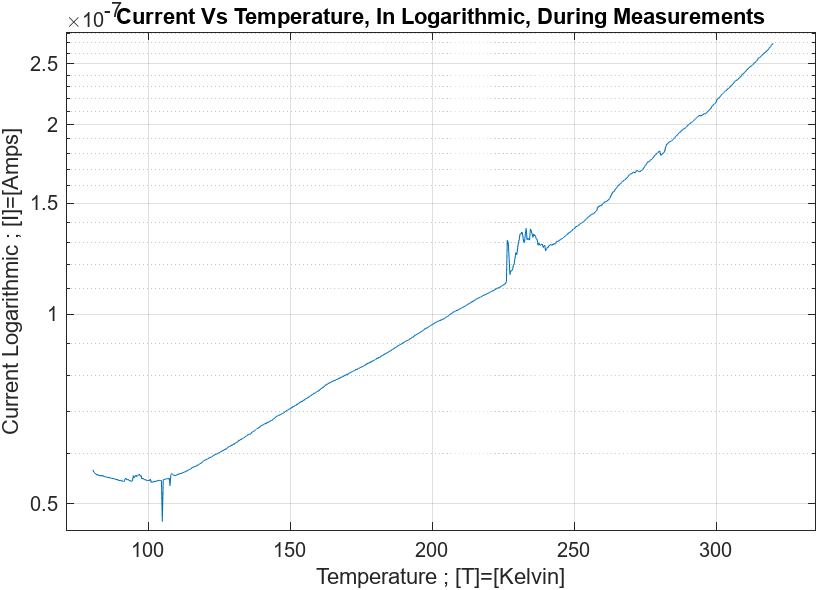 ×10-7
Current Vs Temperature, In Logarithmic, During Measurements
Current Logarithmic ; [I]=[Amps]
2.5
2
1.5
1
0.5
100 150 200 250 300
Temperature ; [T]=[Kelvin]